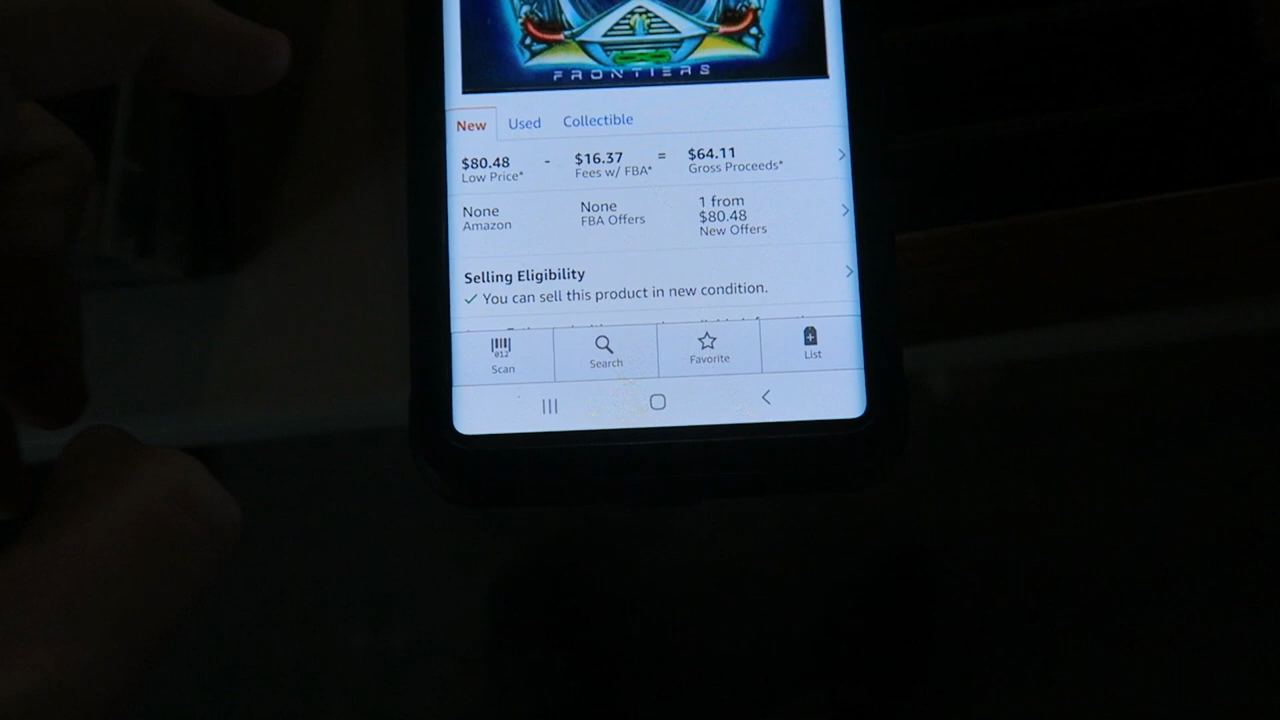 FRONTIERS
New Used Collectible
$80.48 - $16.37 = $64.11
Low Price* Fees w/ FBA* Gross Proceeds*
None None 1 from
Amazon FBA Offers $80.48
New Offers
Selling Eligibility
✓ You can sell this product in new condition.
012
Scan Search Favorite List